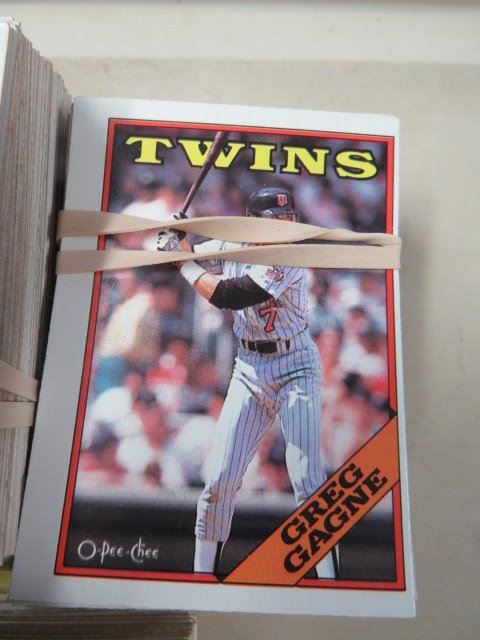 TWINS
7
GREG
GAGNE
O-Pee-Chee